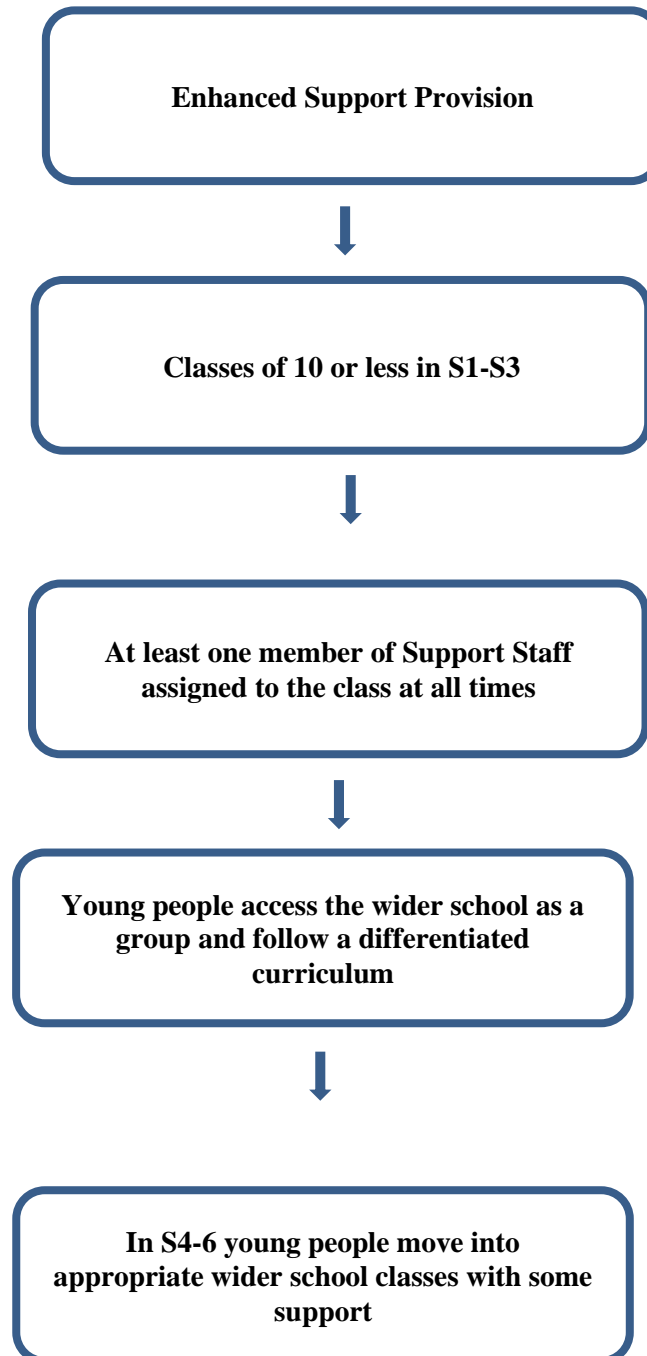 Enhanced Support Provision
Classes of 10 or less in S1-S3
At least one member of Support Staff
assigned to the class at all times
Young people access the wider school as a
group and follow a differentiated
curriculum
In S4-6 young people move into
appropriate wider school classes with some
support